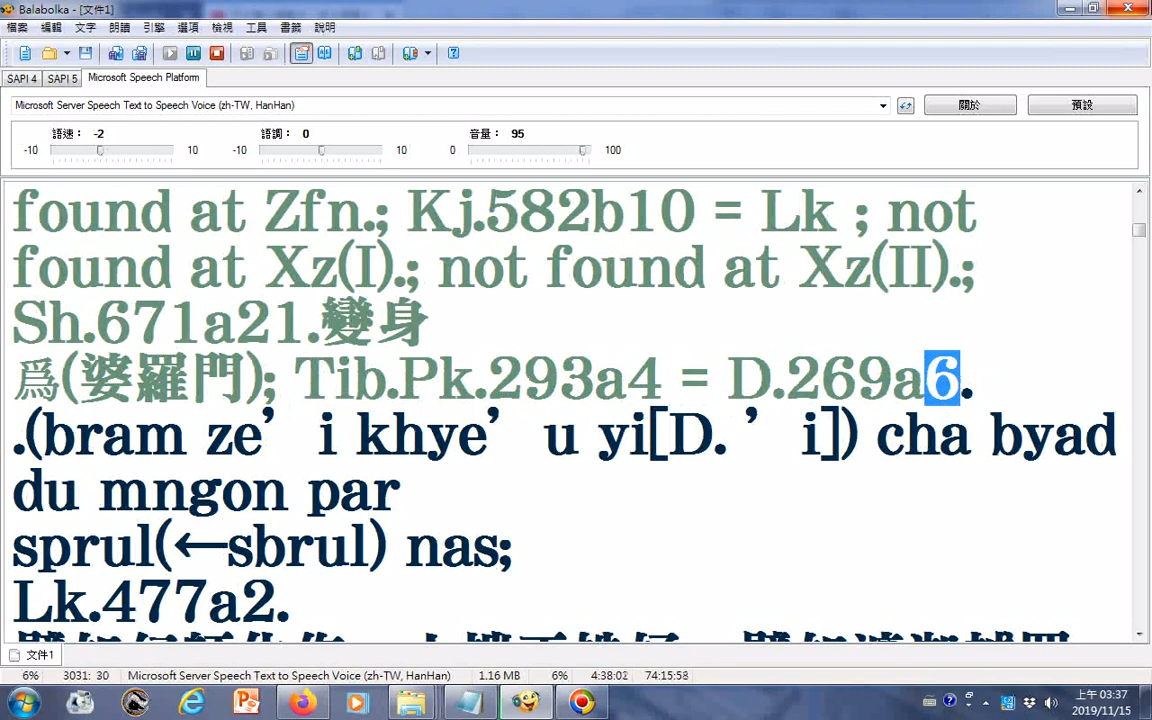 Balabolka - [文件1]
檔案 編輯 文字 朗讀 引擎 選項 檢視 工具 書籤 說明
SAPI 4 SAPI 5 Microsoft Speech Platform
Microsoft Server Speech Text to Speech Voice (zh-TW, HanHan) 關於 預設
語速： -2 語調： 0 音量： 95
-10 10 -10 10 0 100
found at Zfn.; Kj.582b10 = Lk ; not
found at Xz(I).; not found at Xz(II).;
Sh.671a21.變身
爲(婆羅門); Tib.Pk.293a4 = D.269a6.
.(bram ze’ i khye’ u yi[D. ’ i]) cha byad
du mngon par
sprul(←sbrul) nas;
Lk.477a2.
文件1
6% 3031: 30 Microsoft Server Speech Text to Speech Voice (zh-TW, HanHan) 1.16 MB 6% 4:38:02 74:15:58
上午 03:37
2019/11/15